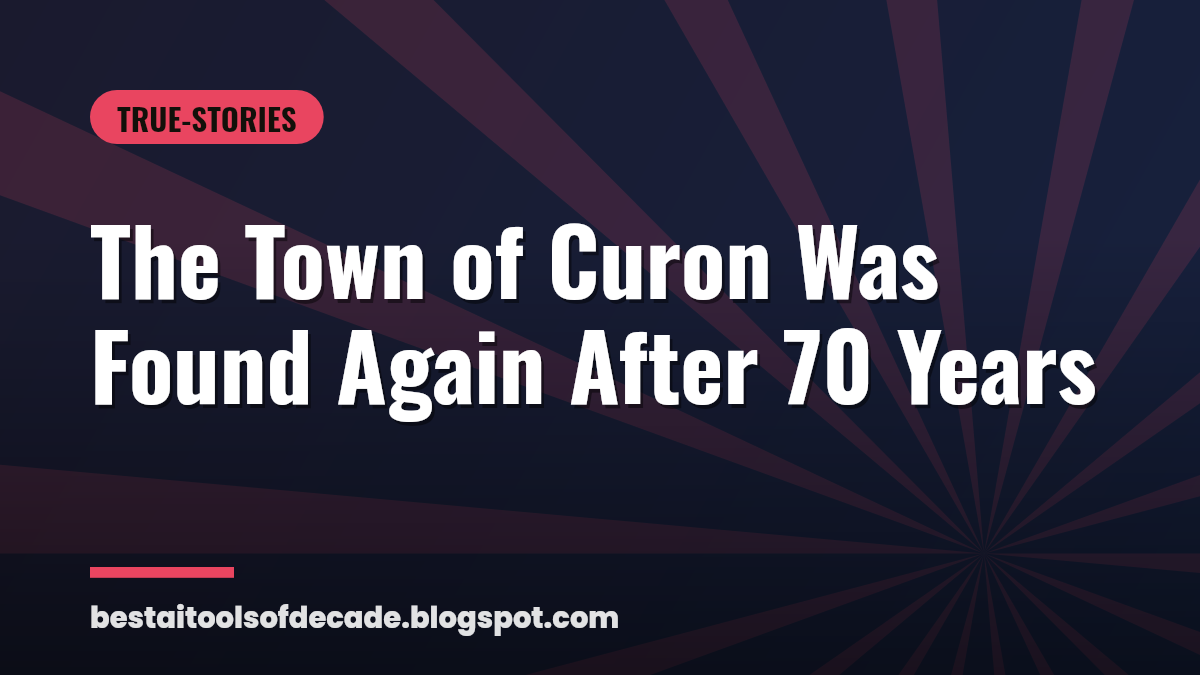 TRUE-STORIES
The Town of Curon Was
Found Again After 70 Years
bestaitoolsofdecade.blogspot.com